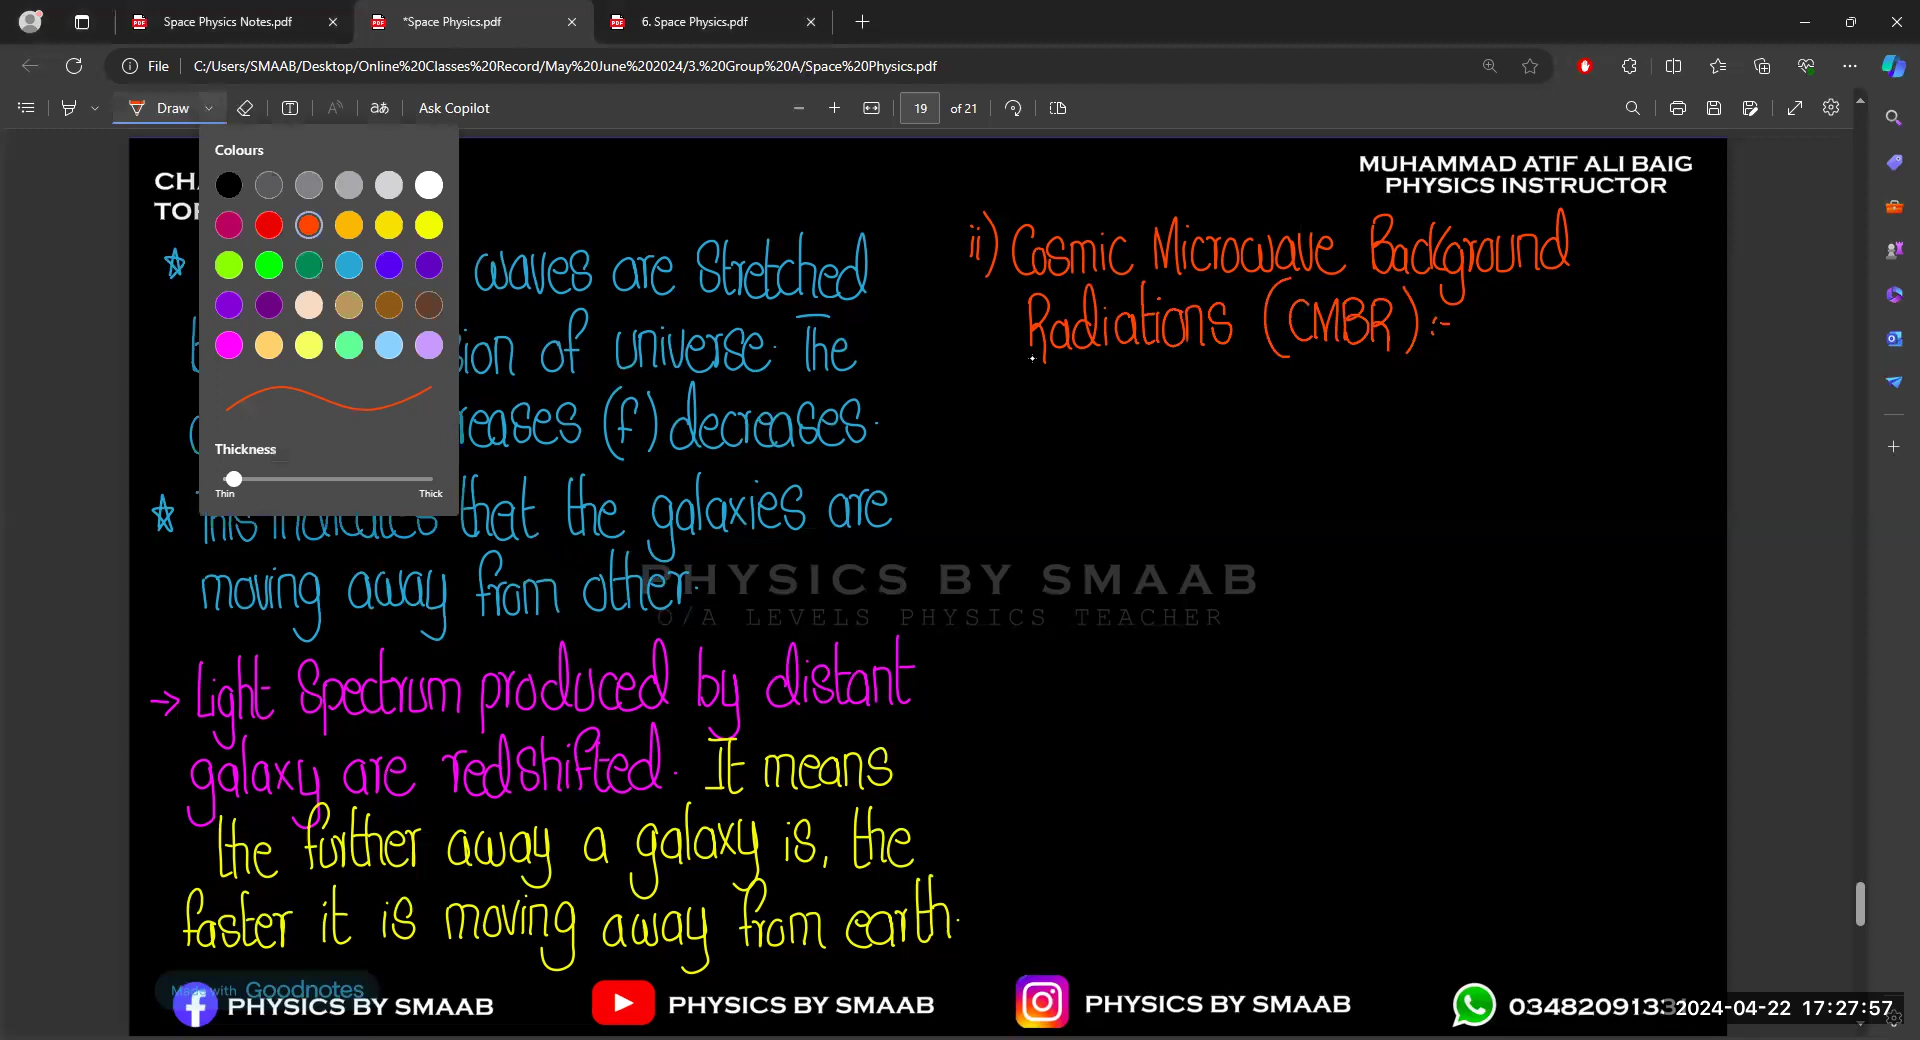 Space Physics Notes.pdf
*Space Physics.pdf
6. Space Physics.pdf
File
C:/Users/SMAAB/Desktop/Online%20Classes%20Record/May%20June%202024/3.%20Group%20A/Space%20Physics.pdf
Draw
Ask Copilot
19 of 21
Colours
Thickness
Thin
Thick
CHA
TOP
MUHAMMAD ATIF ALI BAIG
PHYSICS INSTRUCTOR
waves are stretched
sion of universe. The
reases (f) decreases.
This indicates that the galaxies are
moving away from other.
→ Light spectrum produced by distant
galaxy are redshifted. It means
the further away a galaxy is, the
faster it is moving away from earth.
ii) Cosmic Microwave Background
Radiations (CMBR):-
PHYSICS BY SMAAB
O/A LEVELS PHYSICS TEACHER
Made with Goodnotes
PHYSICS BY SMAAB
PHYSICS BY SMAAB
PHYSICS BY SMAAB
2024-04-22 17:27:57